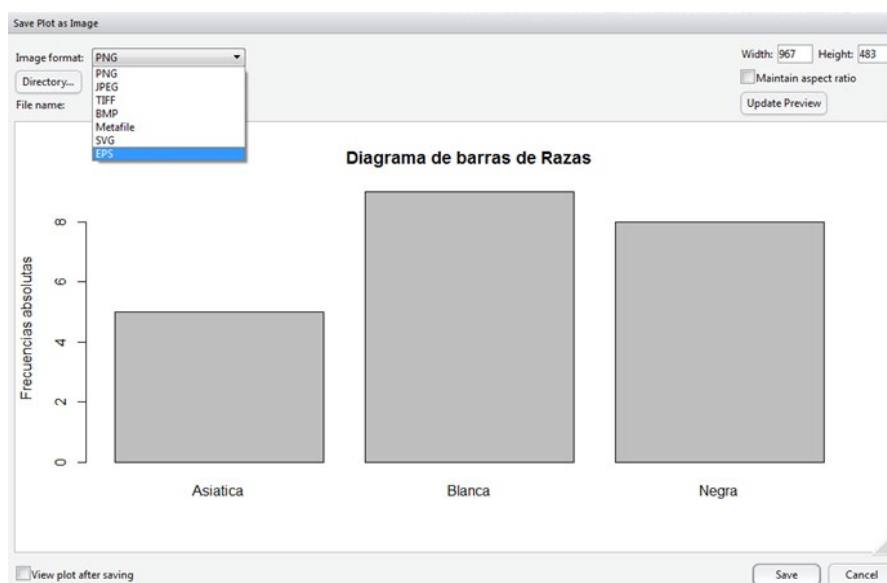 Save Plot as Image
Image format: PNG
Width: 967 Height: 483
PNG
Directory...
JPEG
Maintain aspect ratio
TIFF
File name:
BMP
Update Preview
Metafile
SVG
EPS
Diagrama de barras de Razas
Frecuencias absolutas
8
6
4
2
0
Asiatica Blanca Negra
View plot after saving
Save Cancel